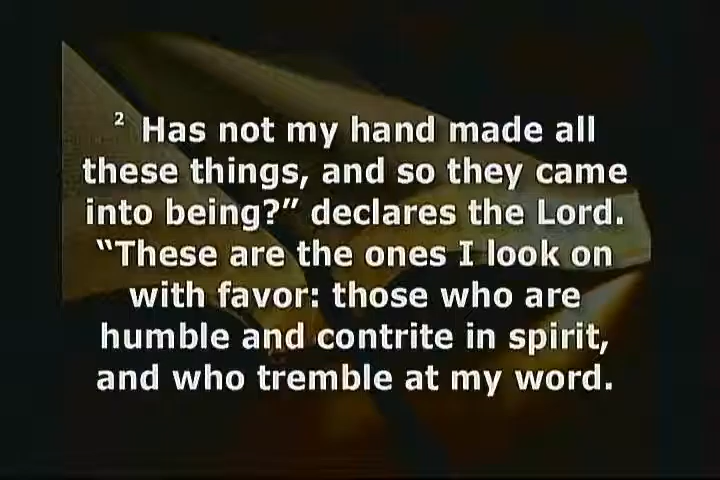 ² Has not my hand made all
these things, and so they came
into being?” declares the Lord.
“These are the ones I look on
with favor: those who are
humble and contrite in spirit,
and who tremble at my word.